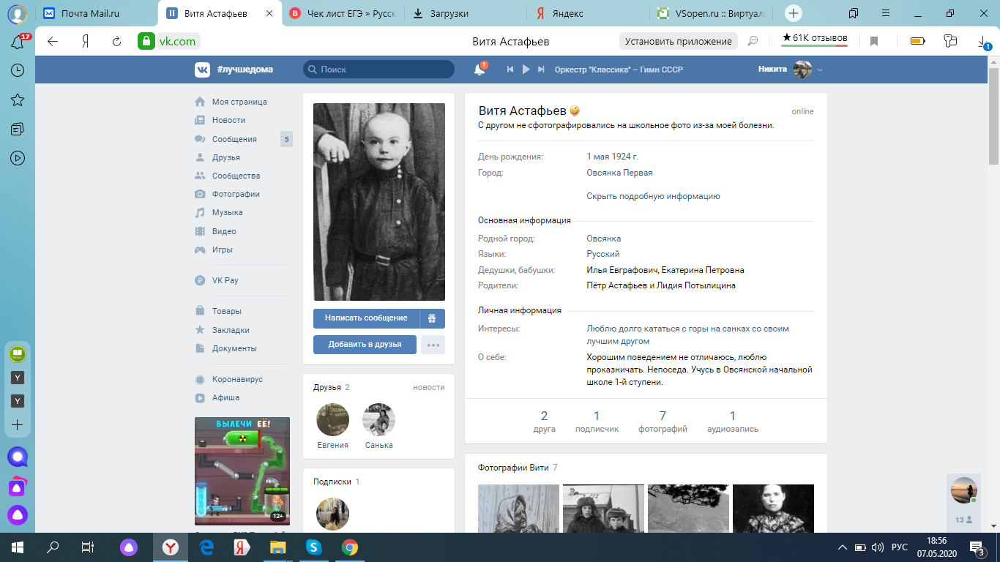 Почта Mail.ru
Витя Астафьев
Чек лист ЕГЭ » Русск
Загрузки
Яндекс
VSopen.ru :: Виртуаль
17
vk.com
Витя Астафьев
Установить приложение
★61К отзывов
1
#лучшедома
Поиск
1
Оркестр "Классика" – Гимн СССР
Никита
Моя страница
Новости
Сообщения 5
Друзья
Сообщества
Фотографии
Музыка
Видео
Игры
VK Pay
Товары
Закладки
Документы
Коронавирус
Афиша
ВЫЛЕЧИ ЕЁ!
12+
Написать сообщение
Добавить в друзья
Друзья 2
новости
Евгения
Санька
Подписки 1
Витя Астафьев
online
С другом не сфотографировались на школьное фото из-за моей болезни.
День рождения: 1 мая 1924 г.
Город: Овсянка Первая
Скрыть подробную информацию
Основная информация
Родной город: Овсянка
Языки: Русский
Дедушки, бабушки: Илья Евграфович, Екатерина Петровна
Родители: Пётр Астафьев и Лидия Потылицина
Личная информация
Интересы: Люблю долго кататься с горы на санках со своим
лучшим другом
О себе: Хорошим поведением не отличаюсь, люблю
проказничать. Непоседа. Учусь в Овсянской начальной
школе 1-й ступени.
2 1 7 1
друга подписчик фотографий аудиозапись
Фотографии Вити 7
13
РУС
18:56
07.05.2020
3